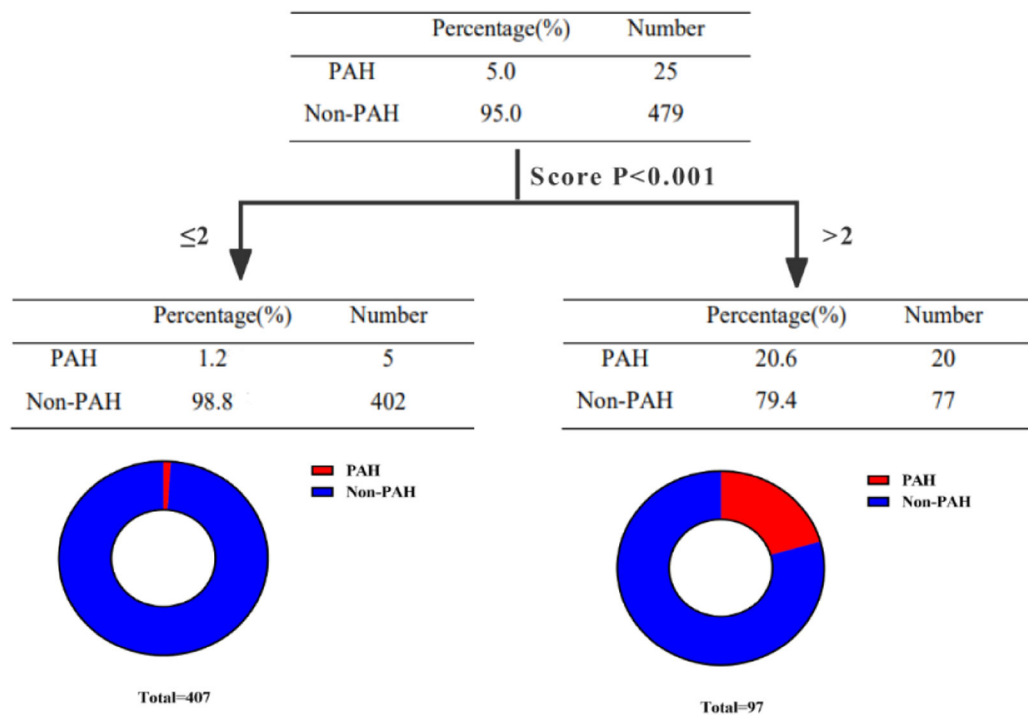 Percentage(%) Number
PAH 5.0 25
Non-PAH 95.0 479
Score P<0.001
≤2
>2
Percentage(%) Number
PAH 1.2 5
Non-PAH 98.8 402
Percentage(%) Number
PAH 20.6 20
Non-PAH 79.4 77
PAH
Non-PAH
Total=407
PAH
Non-PAH
Total=97